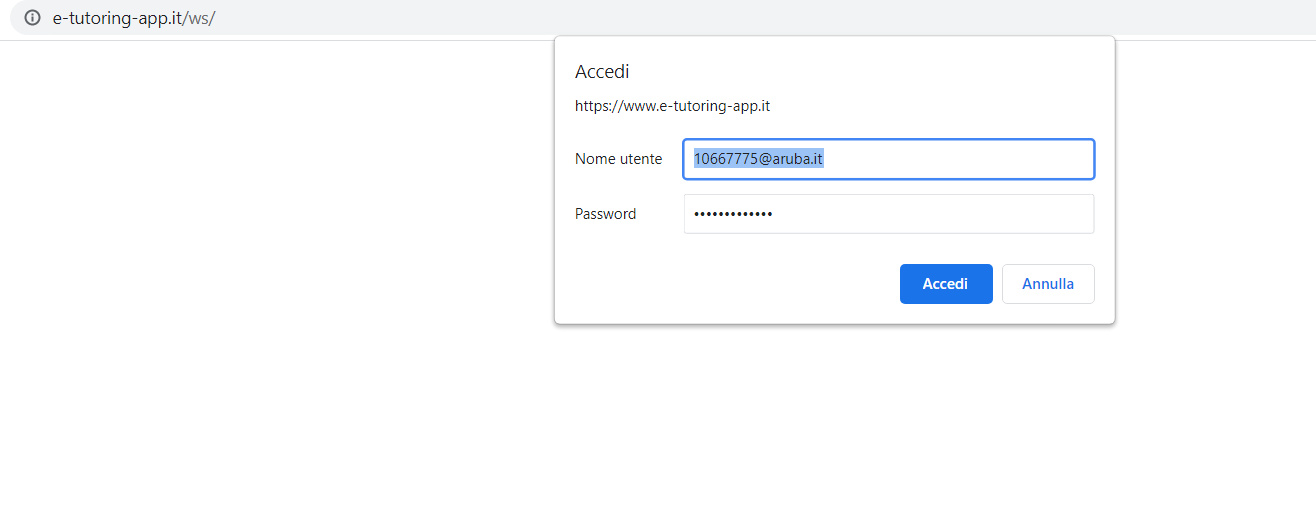 e-tutoring-app.it/ws/
Accedi
https://www.e-tutoring-app.it
Nome utente 10667775@aruba.it
Password •••••••••••••
Accedi Annulla